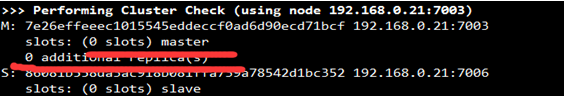 >>> Performing Cluster Check (using node 192.168.0.21:7003)
M: 7e26effeeec1015545eddeccf0ad6d90ecd71bcf 192.168.0.21:7003
slots: (0 slots) master
0 additional replica(s)
S: 192.168.0.21:7006
slots: (0 slots) slave